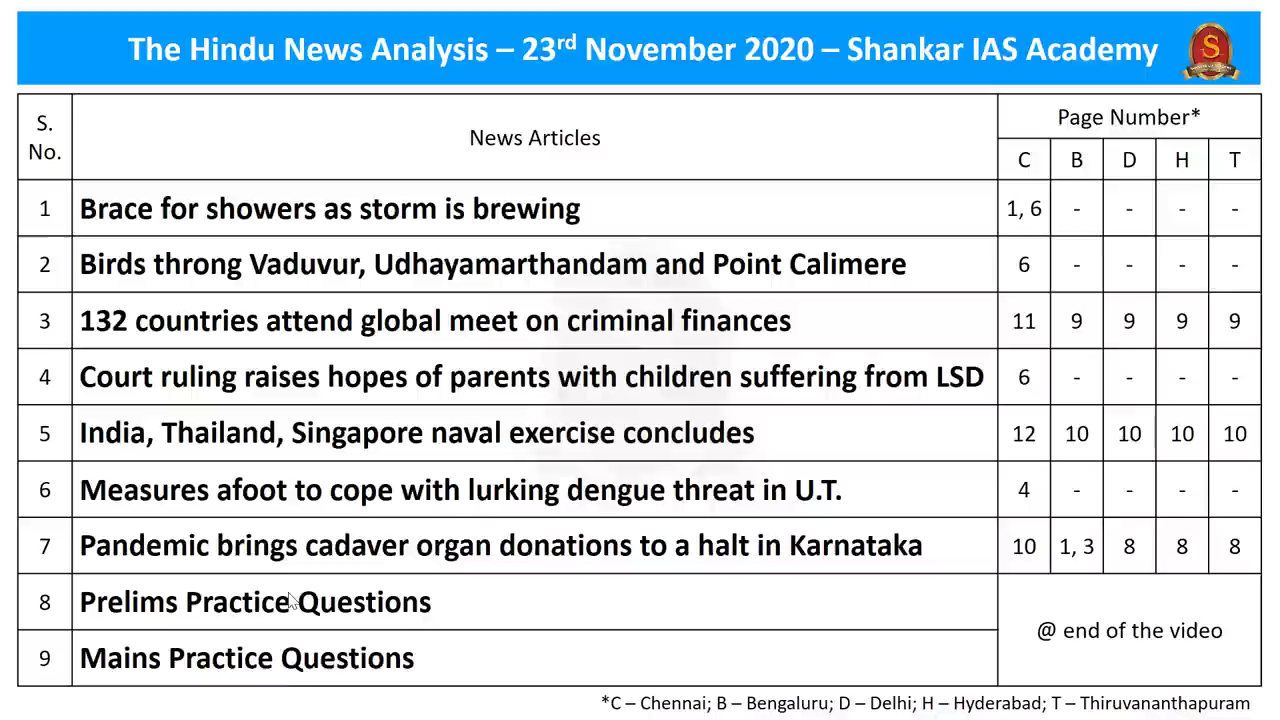 The Hindu News Analysis – 23rd November 2020 – Shankar IAS Academy
S. No.
News Articles
Page Number*
C B D H T
1 Brace for showers as storm is brewing 1, 6 - - - -
2 Birds throng Vaduvur, Udhayamarthandam and Point Calimere 6 - - - -
3 132 countries attend global meet on criminal finances 11 9 9 9 9
4 Court ruling raises hopes of parents with children suffering from LSD 6 - - - -
5 India, Thailand, Singapore naval exercise concludes 12 10 10 10 10
6 Measures afoot to cope with lurking dengue threat in U.T. 4 - - - -
7 Pandemic brings cadaver organ donations to a halt in Karnataka 10 1, 3 8 8 8
8 Prelims Practice Questions
@ end of the video
9 Mains Practice Questions
*C – Chennai; B – Bengaluru; D – Delhi; H – Hyderabad; T – Thiruvananthapuram